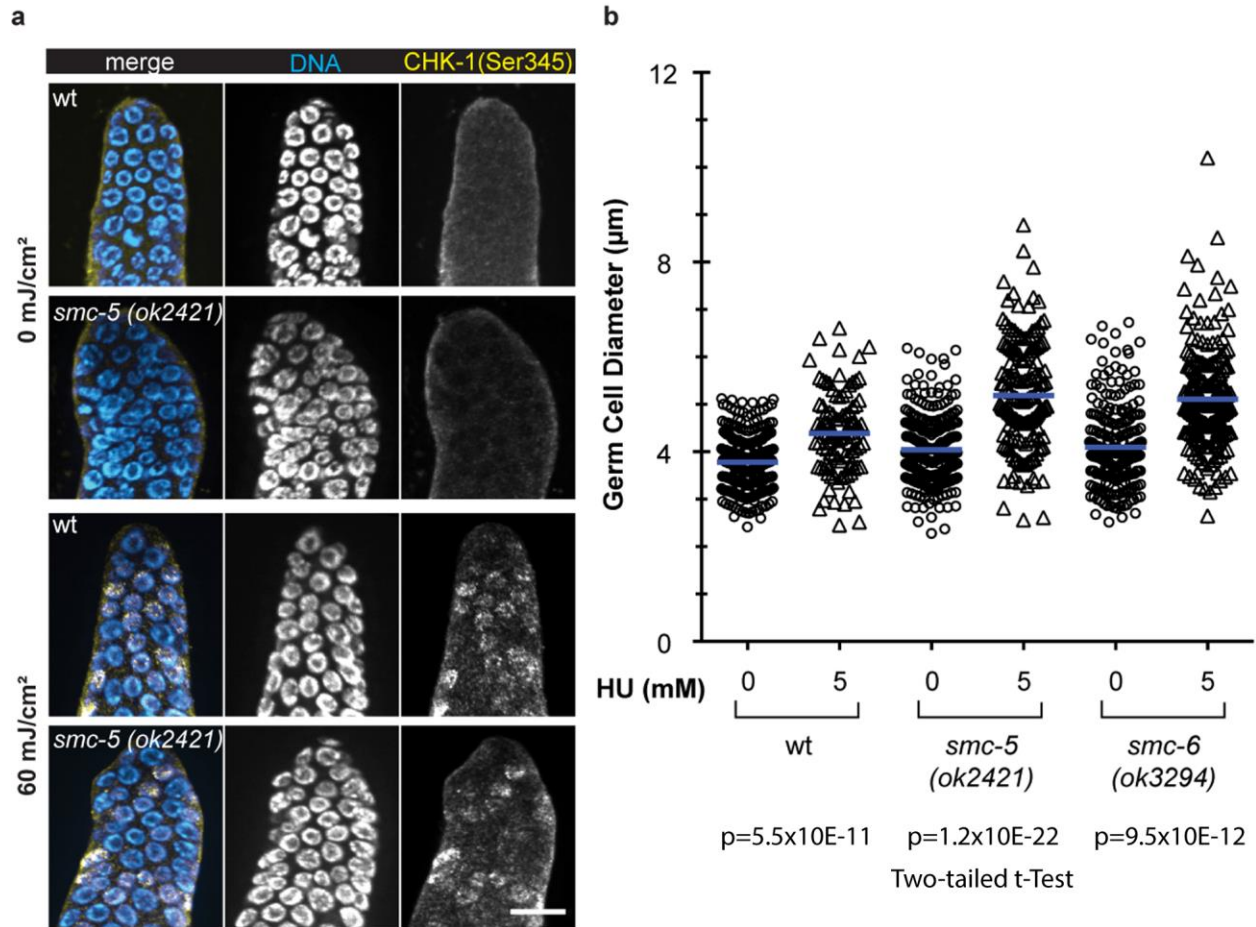 a
merge DNA CHK-1(Ser345)
0 mJ/cm²
wt
smc-5 (ok2421)
60 mJ/cm²
wt
smc-5 (ok2421)
b
Germ Cell Diameter (µm)
12
8
4
0
HU (mM) 0 5 0 5 0 5
wt smc-5 smc-6
(ok2421) (ok3294)
p=5.5x10E-11 p=1.2x10E-22 p=9.5x10E-12
Two-tailed t-Test